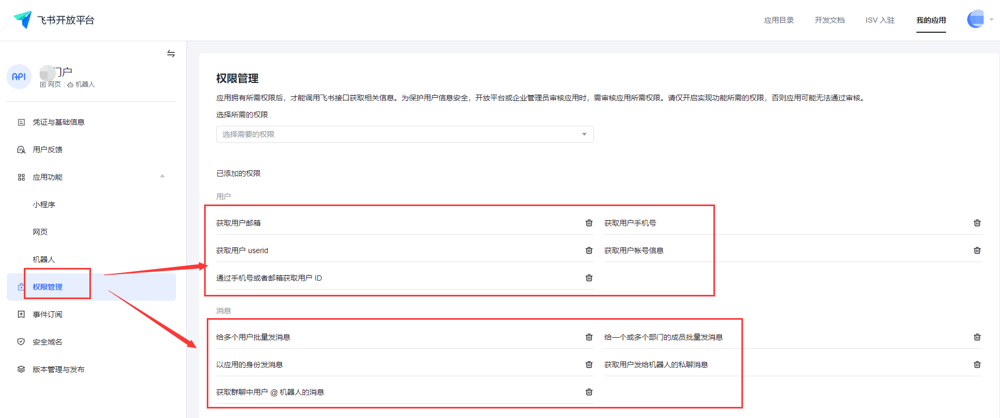 飞书开放平台
应用目录
开发文档
ISV 入驻
我的应用
API
门户
网页
机器人
凭证与基础信息
用户反馈
应用功能
小程序
网页
机器人
权限管理
事件订阅
安全域名
版本管理与发布
权限管理
应用拥有所需权限后，才能调用飞书接口获取相关信息。为保护用户信息安全，开放平台或企业管理员审核应用时，需审核应用所需权限。请仅开启实现功能所需的权限，否则应用可能无法通过审核。
选择所需的权限
选择需要的权限
已添加的权限
用户
获取用户邮箱
获取用户手机号
获取用户 userid
获取用户帐号信息
通过手机号或者邮箱获取用户 ID
消息
给多个用户批量发消息
给一个或多个部门的成员批量发消息
以应用的身份发消息
获取用户发给机器人的私聊消息
获取群聊中用户 @ 机器人的消息